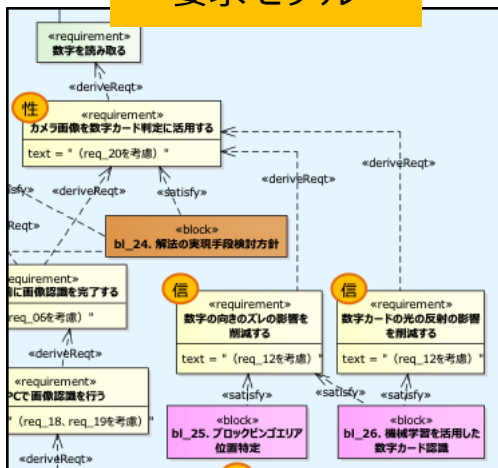 要求モデル
«requirement»
数字を読み取る
«deriveReqt»
性
«requirement»
カメラ画像を数字カード判定に活用する
text = "（req_20を考慮）"
«deriveReqt»
«satisfy»
«deriveReqt»
«deriveReqt»
«block»
bl_24. 解法の実現手段検討方針
に画像認識を完了する
req_06を考慮）"
信
«requirement»
数字の向きのズレの影響を
削減する
text = "（req_12を考慮）"
信
«requirement»
数字カードの光の反射の影響
を削減する
text = "（req_12を考慮）"
«deriveReqt»
«requirement»
PCで画像認識を行う
"（req_18、req_19を考慮）"
«satisfy»
«satisfy»
«satisfy»
«block»
bl_25. ブロックビンゴエリア
位置特定
«block»
bl_26. 機械学習を活用した
数字カード認識
«deriveReqt»